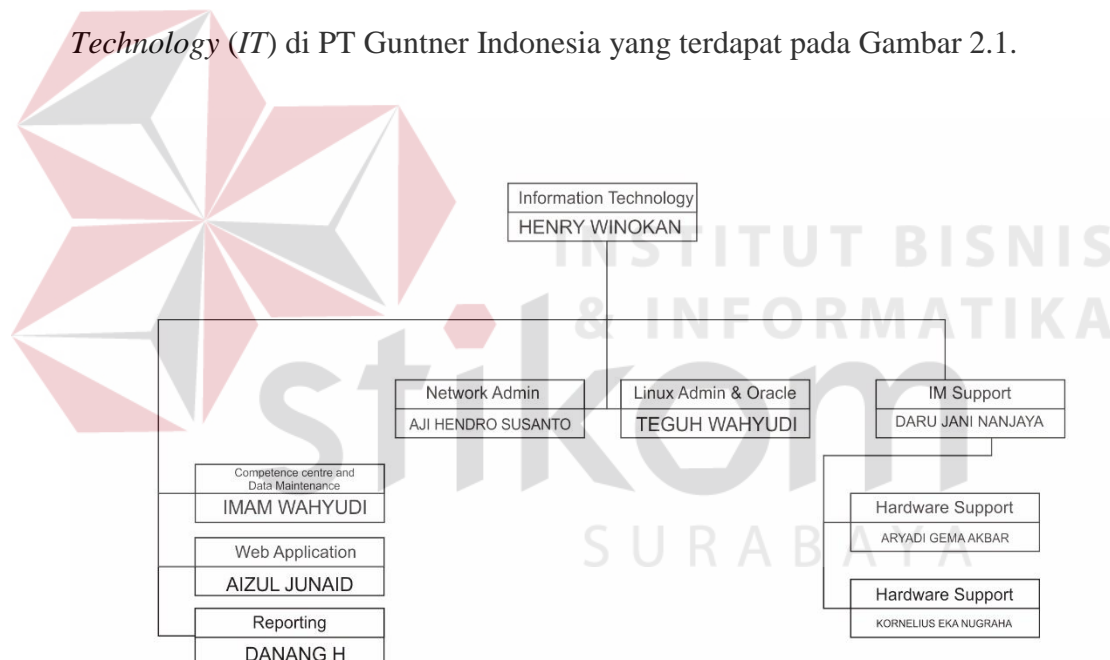 Technology (IT) di PT Guntner Indonesia yang terdapat pada Gambar 2.1.
Information Technology
HENRY WINOKAN
INSTITUT BISNIS
& INFORMATIKA
stikom
SURABAYA
Network Admin
AJI HENDRO SUSANTO
Linux Admin & Oracle
TEGUH WAHYUDI
IM Support
DARU JANI NANJAYA
Competence centre and
Data Maintenance
IMAM WAHYUDI
Web Application
AIZUL JUNAID
Reporting
DANANG H
Hardware Support
ARYADI GEMA AKBAR
Hardware Support
KORNELIUS EKA NUGRAHA